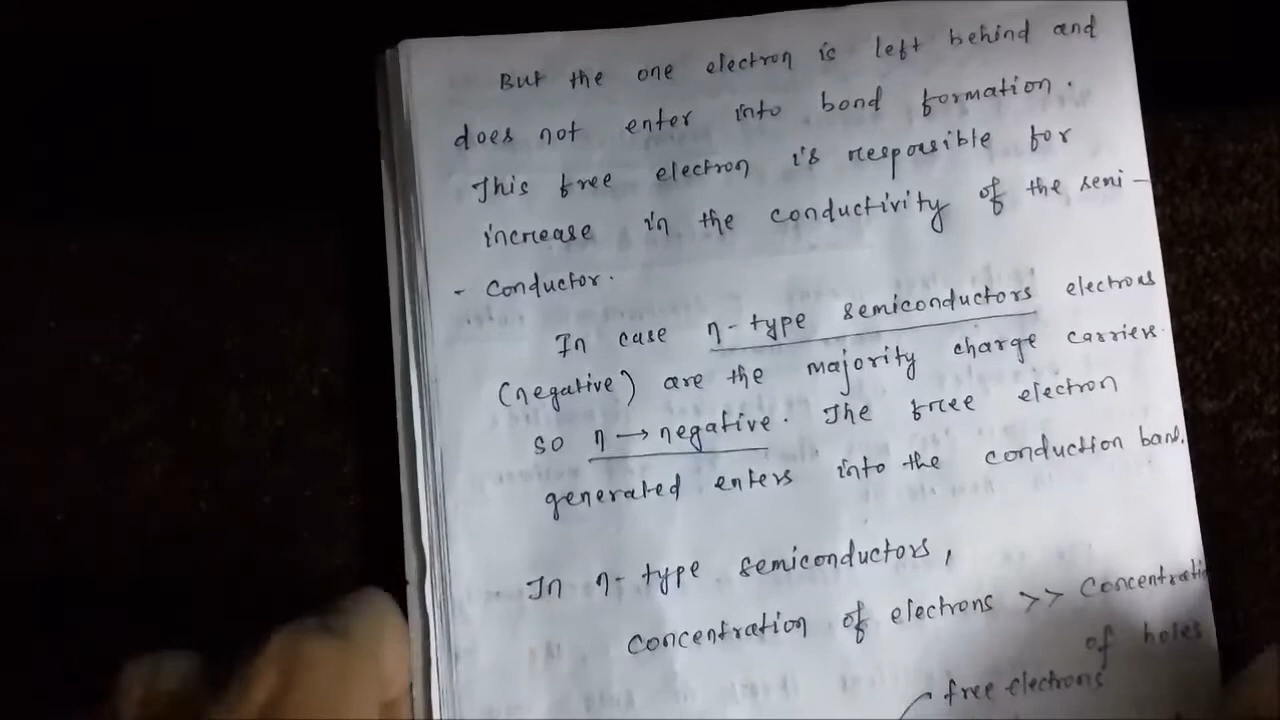 But the one electron is left behind and
does not enter into bond formation.
This free electron is responsible for
increase in the conductivity of the semi-
- conductor.
In case n-type semiconductors electrons
(negative) are the majority charge carriers.
so n → negative. The free electron
generated enters into the conduction band.
In n-type semiconductors,
concentration of electrons >> Concentrati
of holes
free electrons